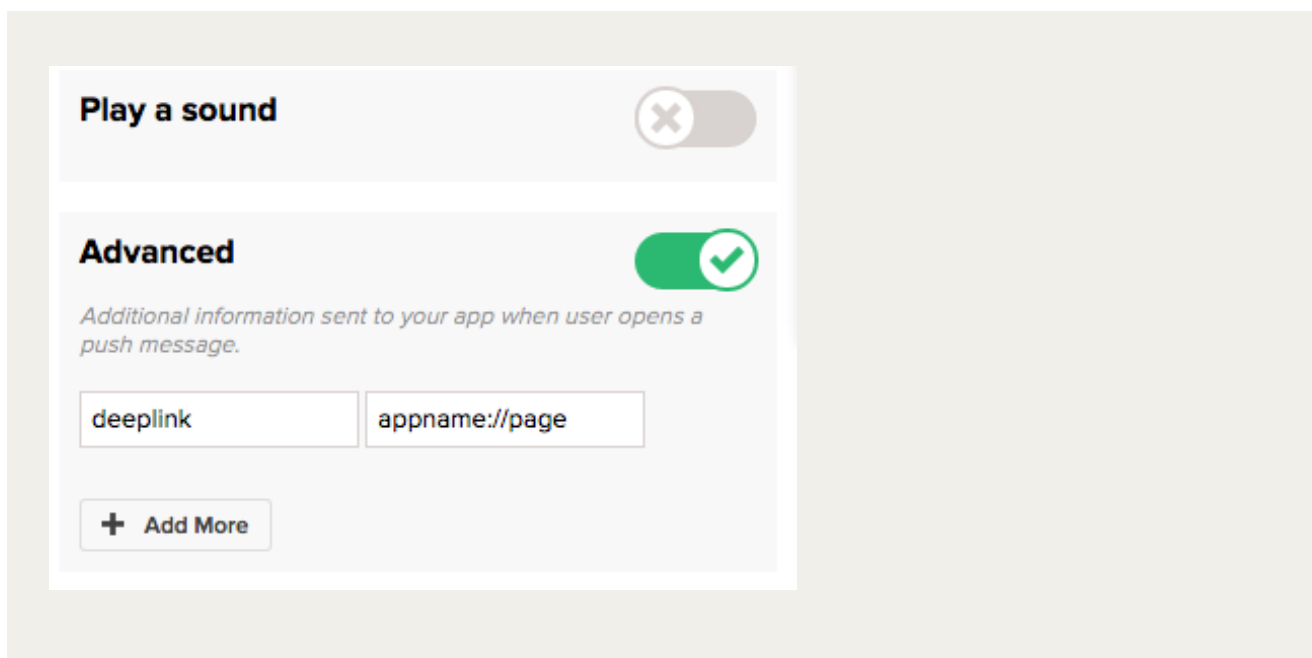 Play a sound
Advanced
Additional information sent to your app when user opens a
push message.
deeplink appname://page
Add More